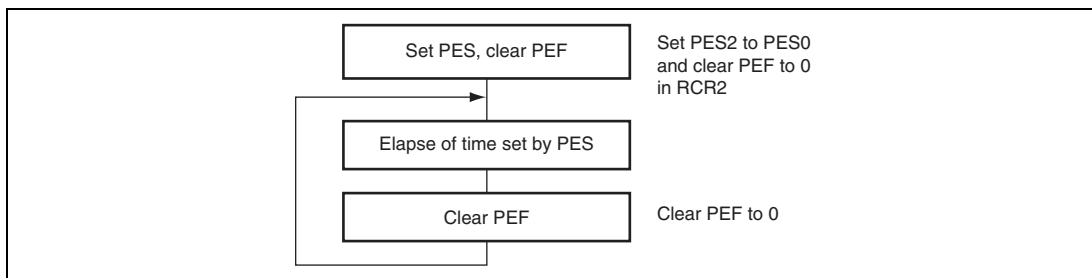 Set PES, clear PEF
Set PES2 to PES0
and clear PEF to 0
in RCR2
Elapse of time set by PES
Clear PEF
Clear PEF to 0